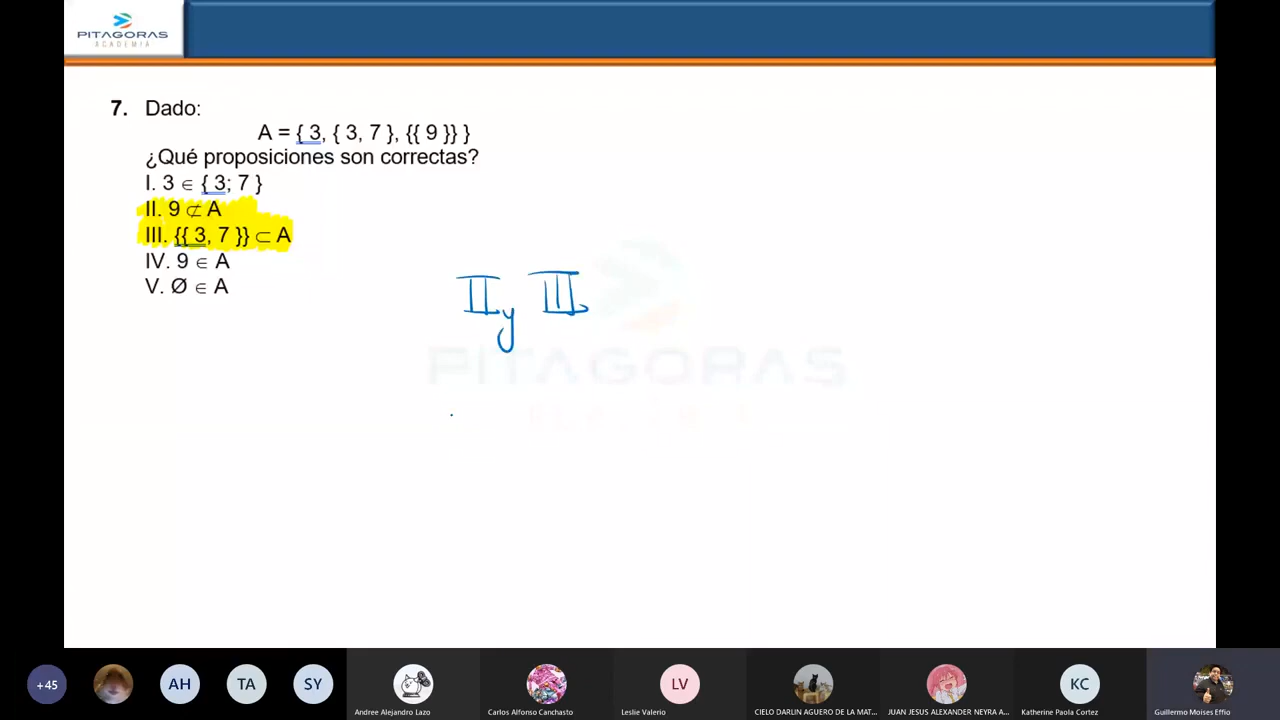 PITAGORAS
ACADEMIA
7. Dado:
A = { 3, { 3, 7 }, {{ 9 }} }
¿Qué proposiciones son correctas?
I. 3 ∈ { 3; 7 }
II. 9 ⊄ A
III. {{ 3, 7 }} ⊂ A
IV. 9 ∈ A
V. Ø ∈ A
II y III
PITAGORAS
+45
AH
TA
SY
LV
KC
Andree Alejandro Lazo
Carlos Alfonso Canchasto
Leslie Valerio
CIELO DARLIN AGUERO DE LA MAT...
JUAN JESUS ALEXANDER NEYRA A...
Katherine Paola Cortez
Guillermo Moises Effio